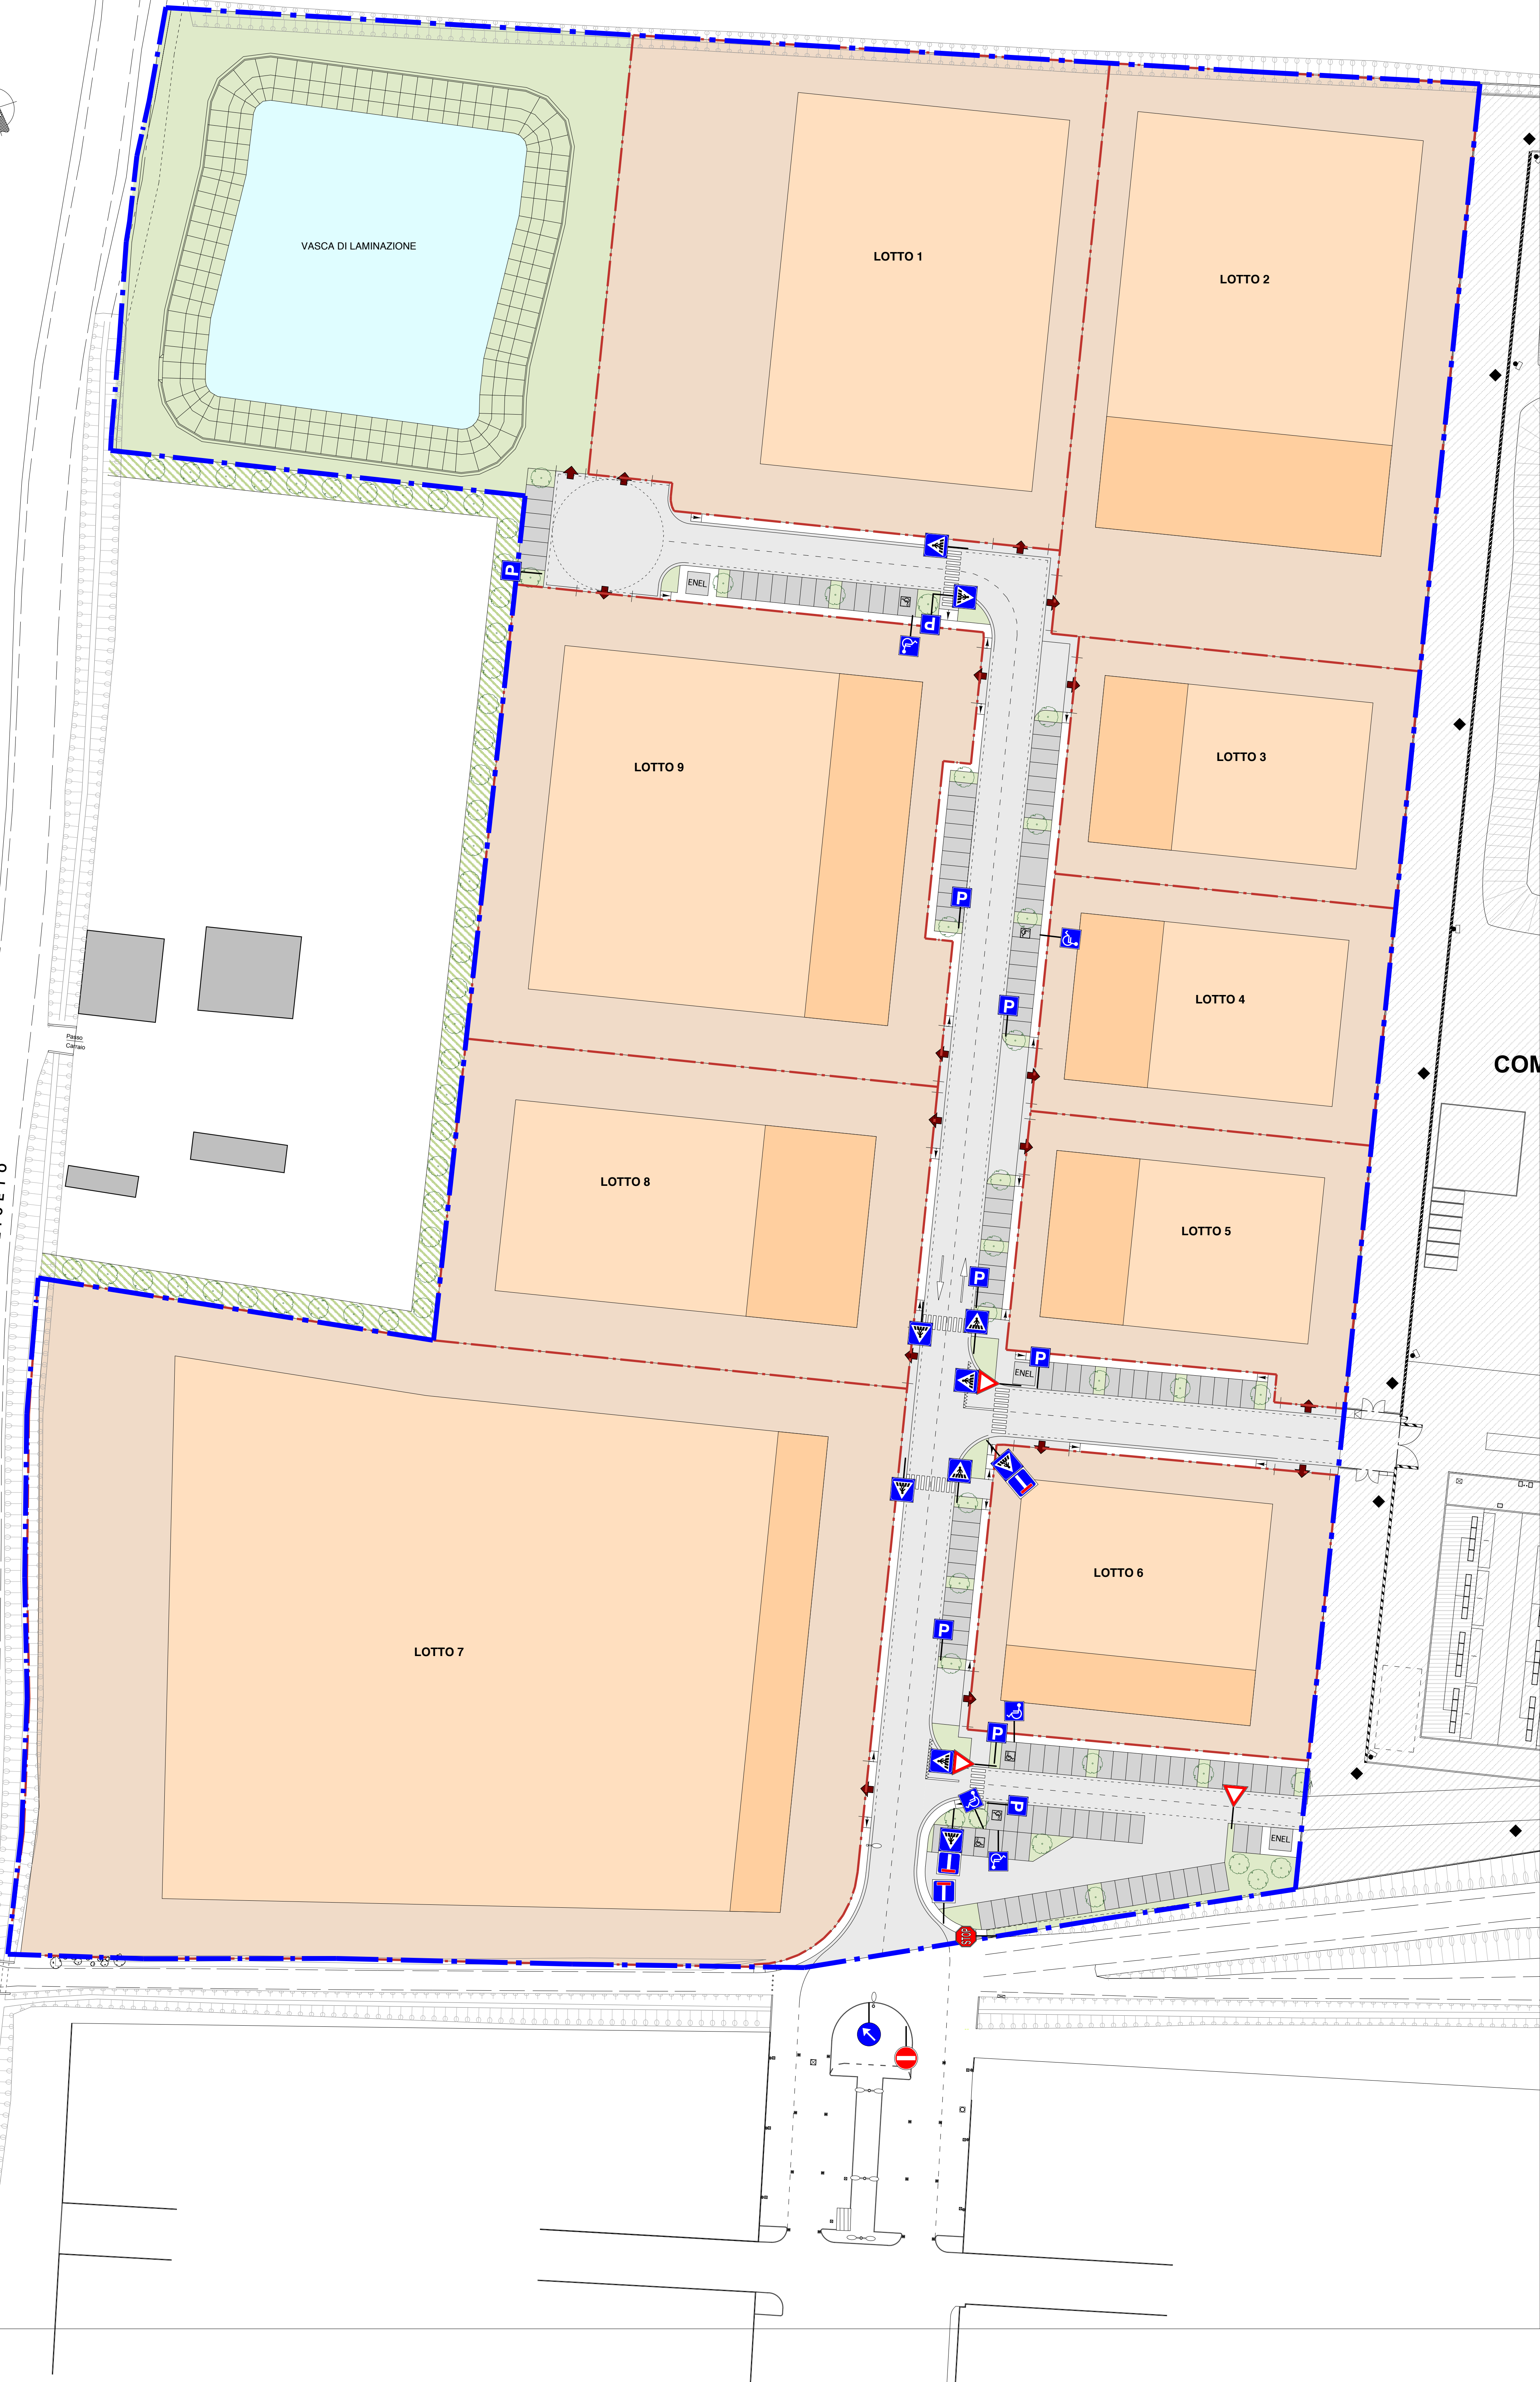 VASCA DI LAMINAZIONE
LOTTO 1
LOTTO 2
P
ENEL
P
LOTTO 9
LOTTO 3
P
LOTTO 4
P
Passo
Carraio
COM
LOTTO 8
LOTTO 5
P
P
ENEL
LOTTO 6
LOTTO 7
P
P
P
ENEL
STOP